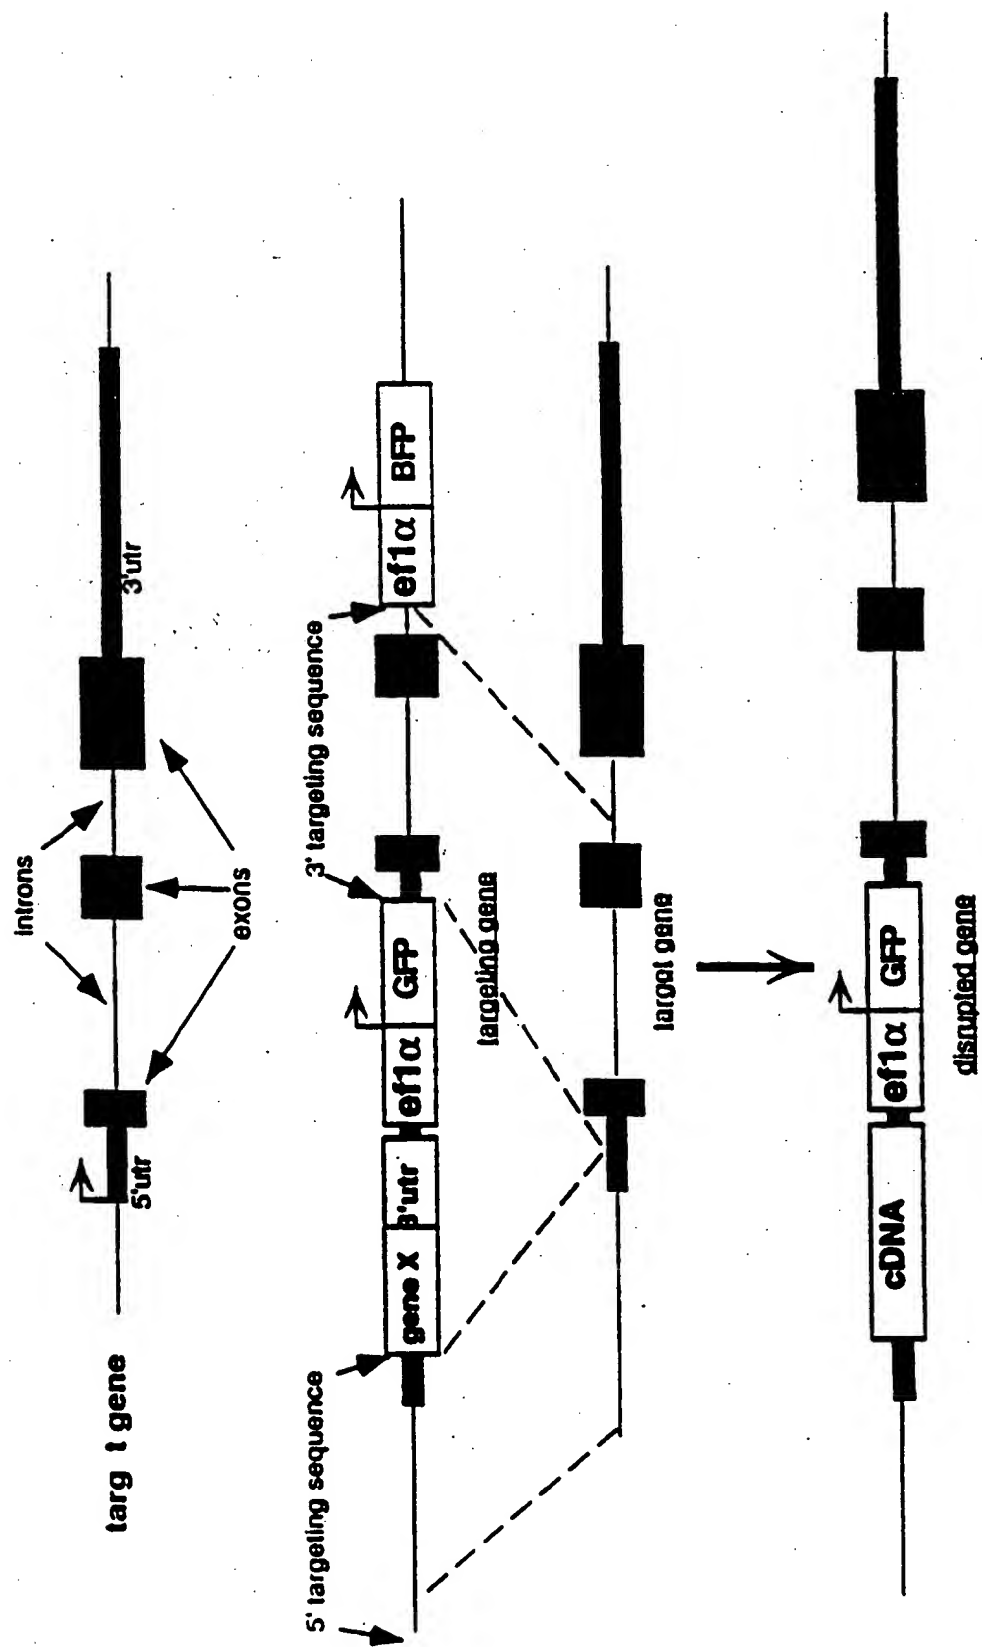 targ t gene
introns
exons
5'utr
3'utr
5' targeting sequence
3' targeting sequence
gene X
3'utr
ef1α
GFP
ef1α
BFP
targeting gene
target gene
cDNA
ef1α
GFP
disrupted gene